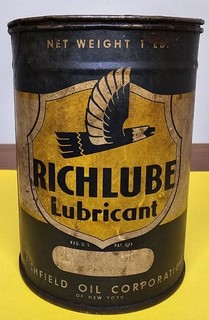 NET WEIGHT 1 LB.
RICHLUBE
Lubricant
REG. U.S. PAT. OFF.
RICHFIELD OIL CORPORATION
OF NEW YORK